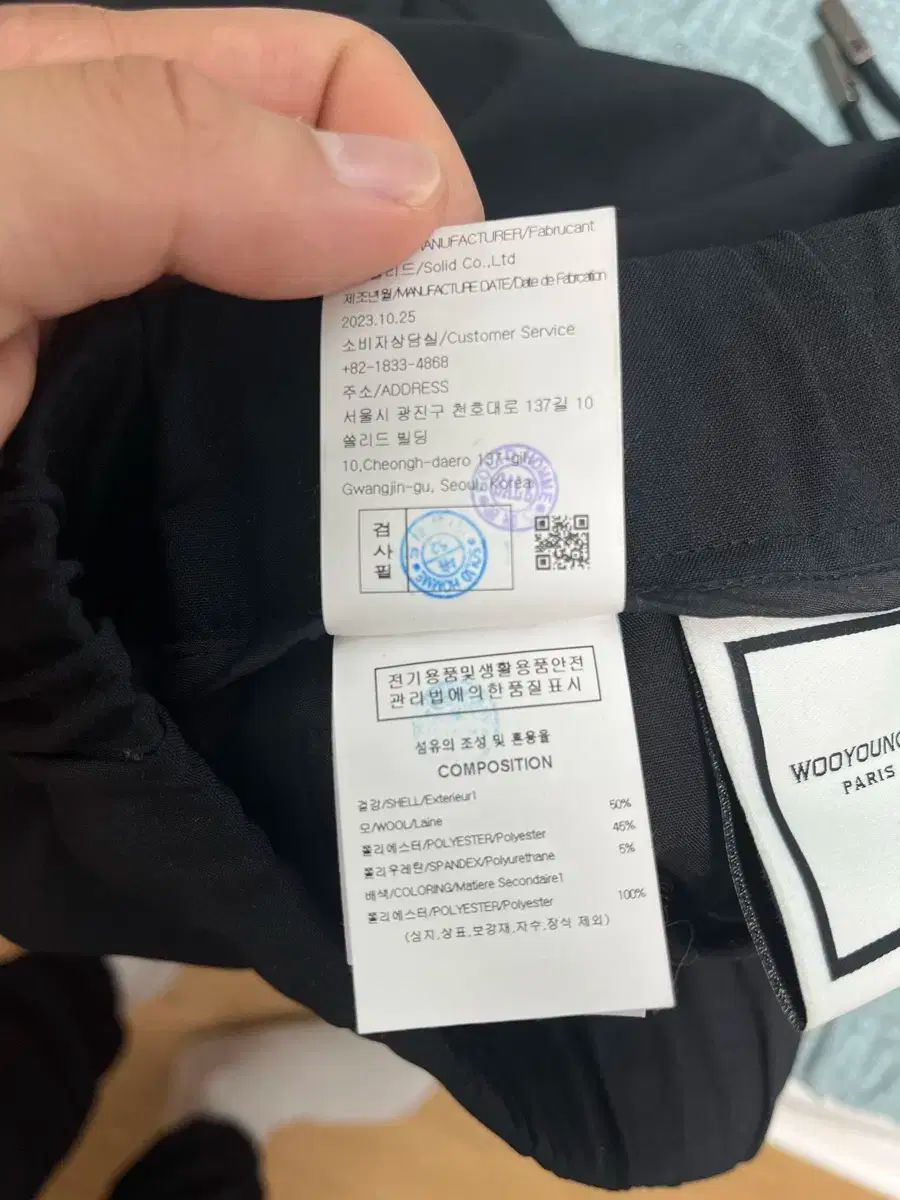 MANUFACTURER/Fabrucant
리드/Solid Co.,Ltd
제조년월/MANUFACTURE DATE/Date de Fabrication
2023.10.25
소비자상담실/Customer Service
+82-1833-4868
주소/ADDRESS
서울시 광진구 천호대로 137길 10
쏠리드 빌딩
10,Cheongh-daero 137-gil
Gwangjin-gu, Seoul, Korea
검사필
SOLID HOMME
전기용품및생활용품안전
관리법에의한품질표시
섬유의 조성 및 혼용율
COMPOSITION
겉감/SHELL/Exterieur1
모/WOOL/Laine 50%
폴리에스터/POLYESTER/Polyester 45%
폴리우레탄/SPANDEX/Polyurethane 5%
배색/COLORING/Matiere Secondaire1
폴리에스터/POLYESTER/Polyester 100%
(심지,상표,보강재,자수,장식 제외)
WOOYOUNG
PARIS